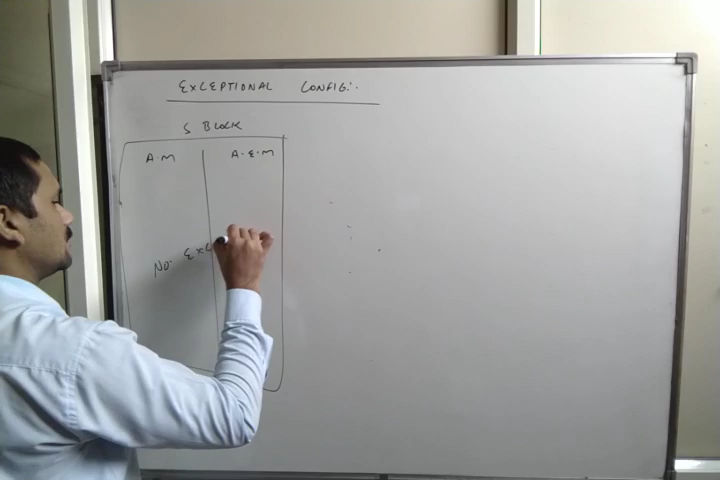 EXCEPTIONAL CONFIG:.
S BLOCK
A.M A.E.M
No. EXC